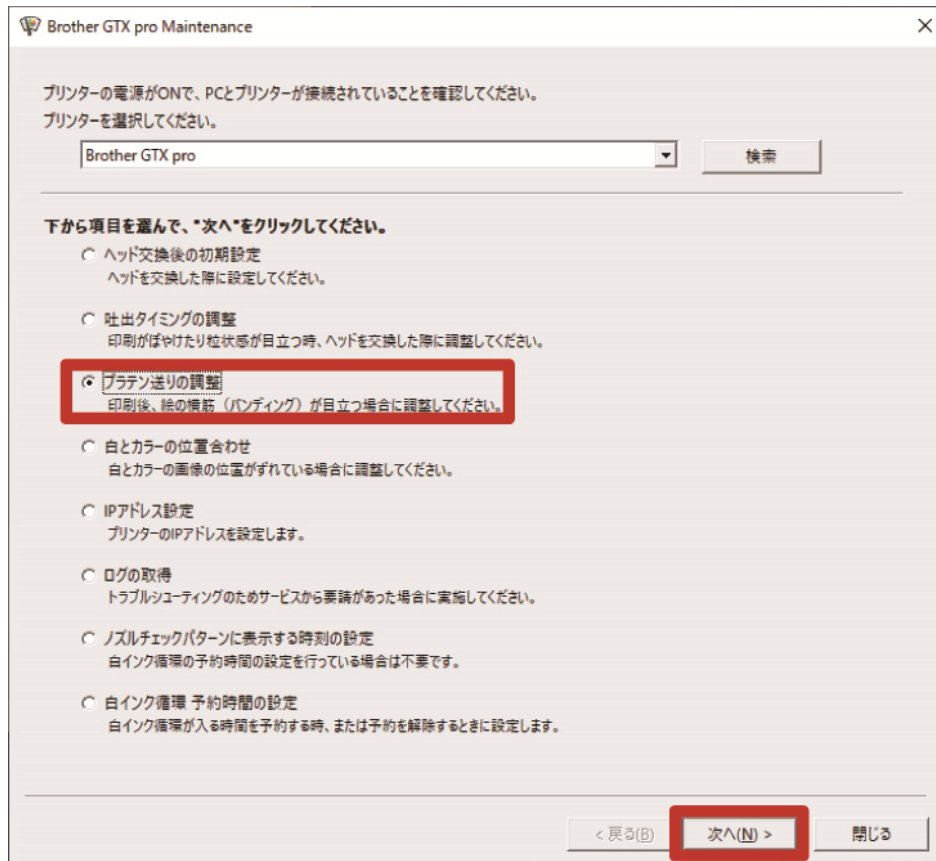 Brother GTX pro Maintenance
プリンターの電源がONで、PCとプリンターが接続されていることを確認してください。
プリンターを選択してください。
Brother GTX pro
検索
下から項目を選んで、"次へ"をクリックしてください。
ヘッド交換後の初期設定
ヘッドを交換した際に設定してください。
吐出タイミングの調整
印刷がぼやけたり粒状感が目立つ時、ヘッドを交換した際に調整してください。
プラテン送りの調整
印刷後、絵の横筋（バンディング）が目立つ場合に調整してください。
白とカラーの位置合わせ
白とカラーの画像の位置がずれている場合に調整してください。
IPアドレス設定
プリンターのIPアドレスを設定します。
ログの取得
トラブルシューティングのためサービスから要請があった場合に実施してください。
ノズルチェックパターンに表示する時刻の設定
白インク循環の予約時間の設定を行っている場合は不要です。
白インク循環 予約時間の設定
白インク循環が入る時間を予約する時、または予約を解除するときに設定します。
< 戻る(B)
次へ(N) >
閉じる